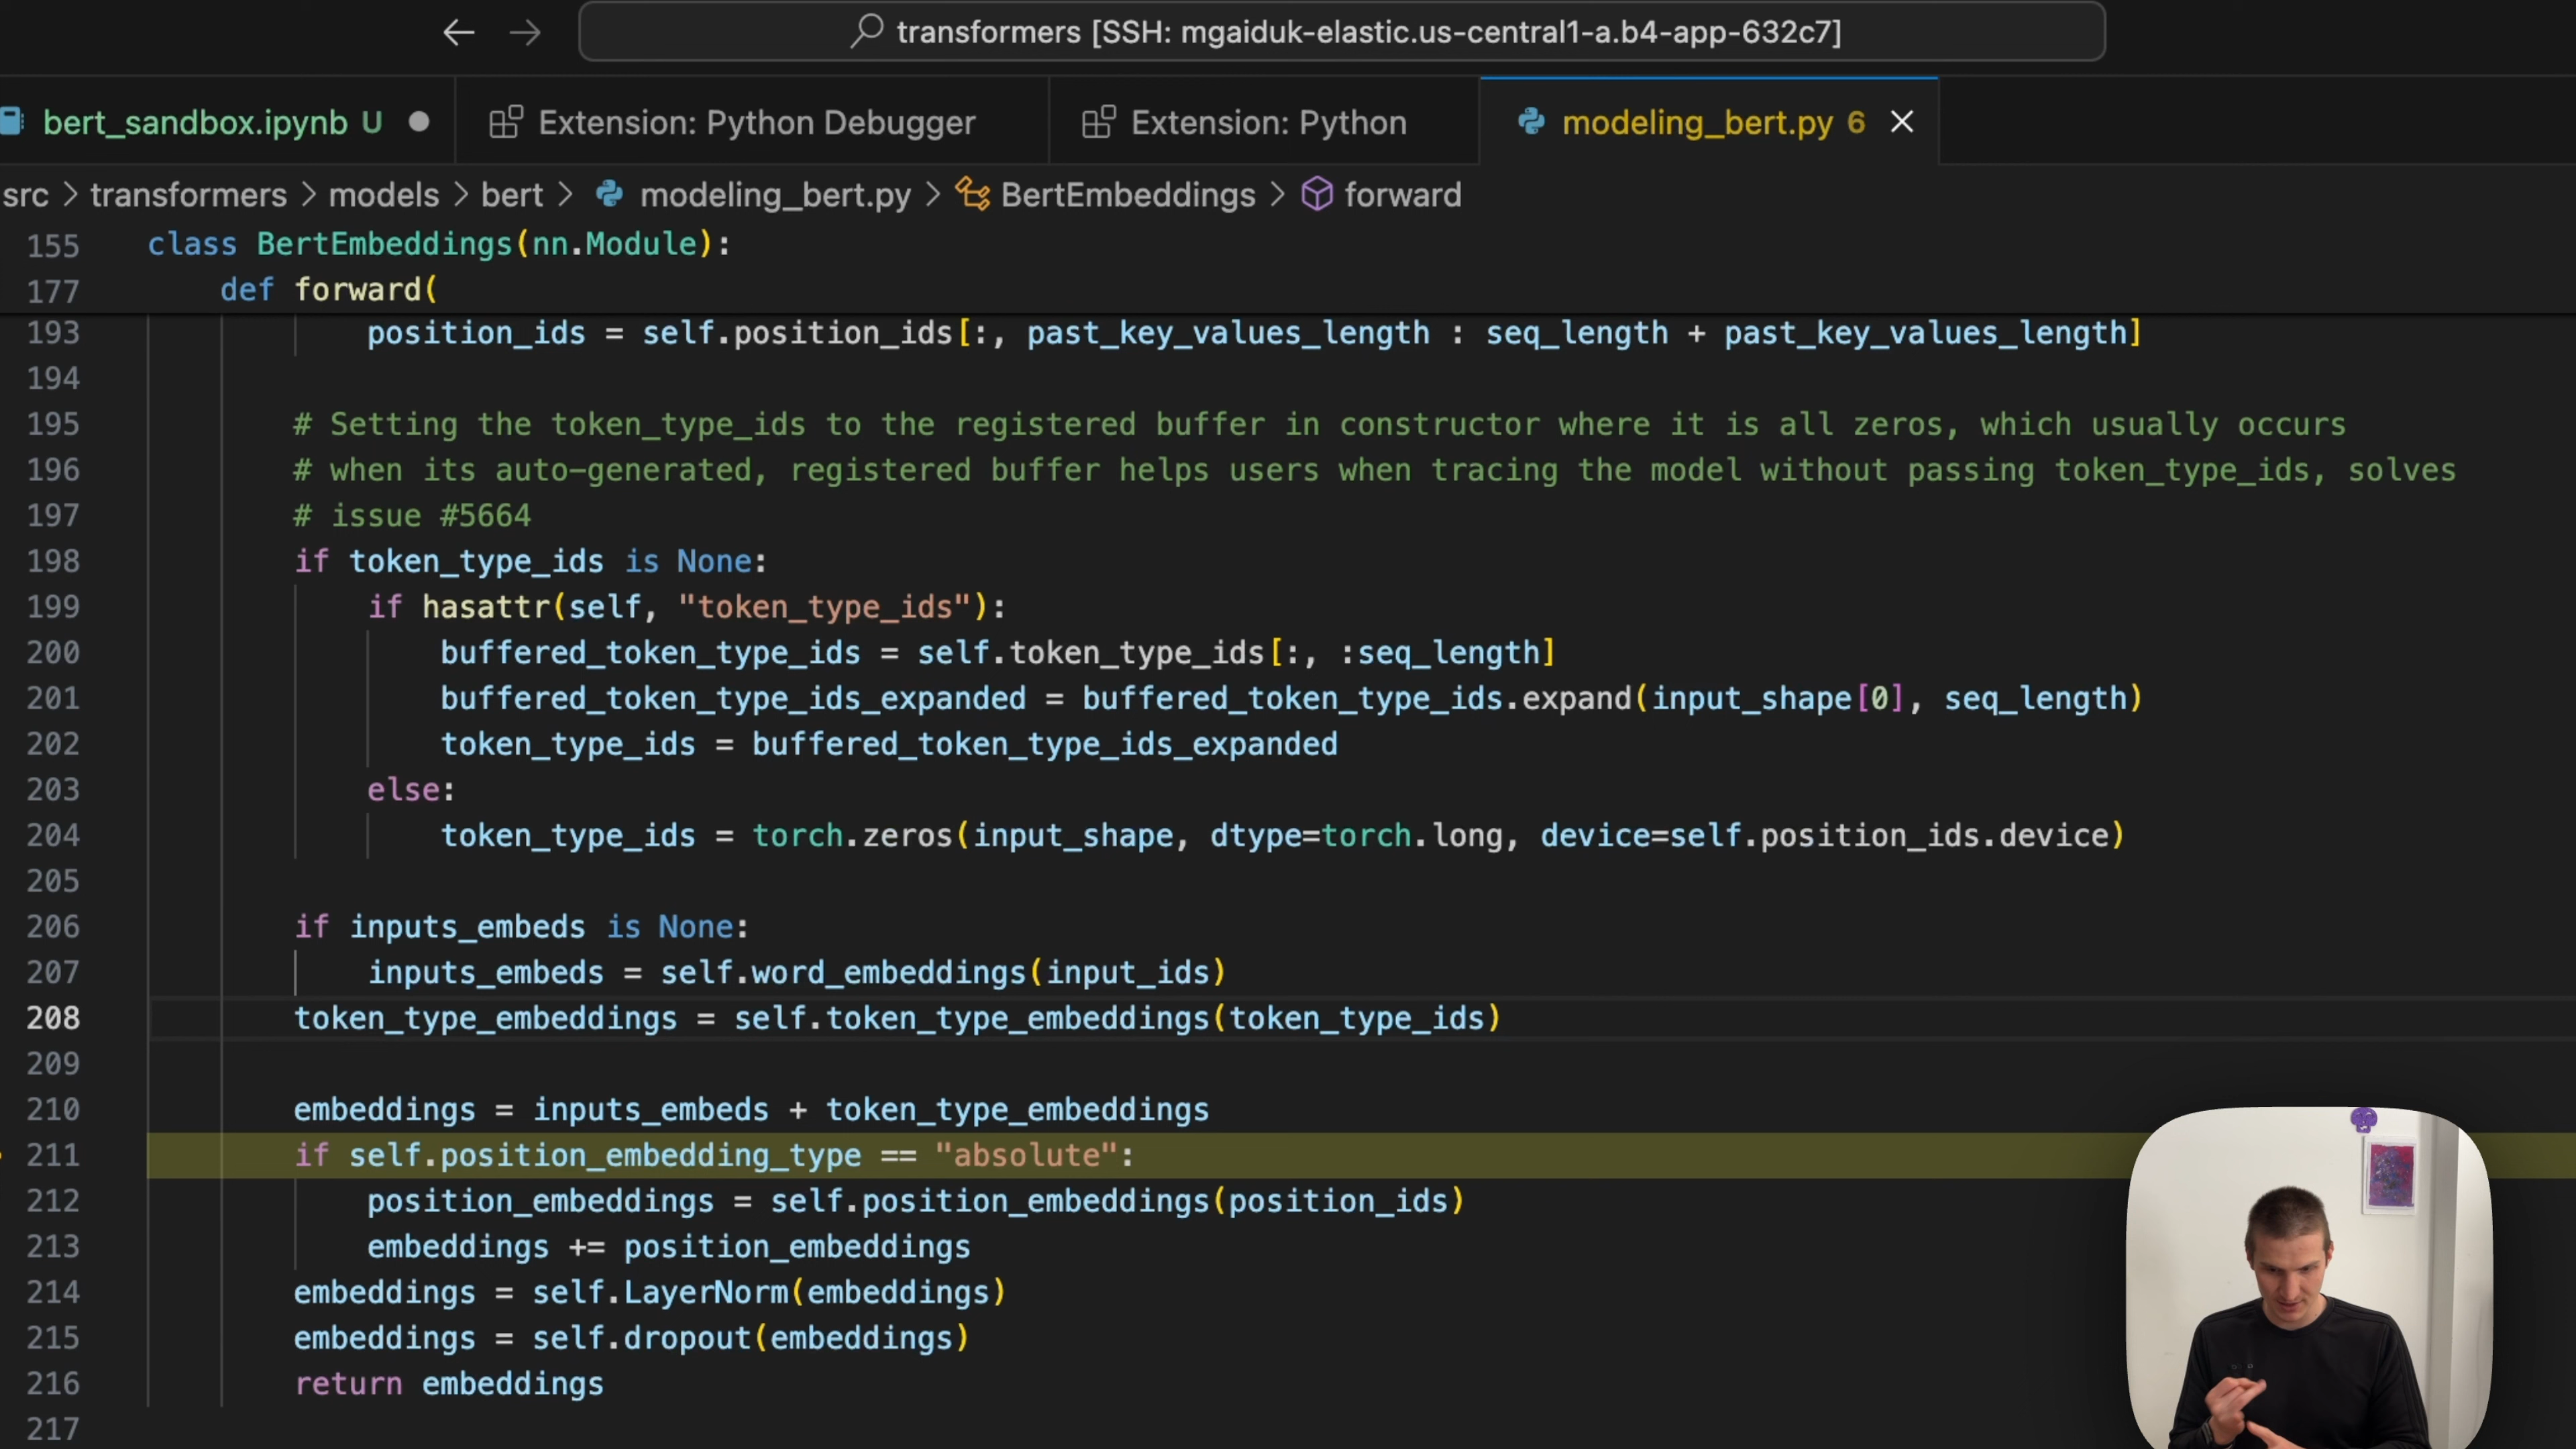 transformers [SSH: mgaiduk-elastic.us-central1-a.b4-app-632c7]
bert_sandbox.ipynb U Extension: Python Debugger Extension: Python modeling_bert.py 6
src > transformers > models > bert > modeling_bert.py > BertEmbeddings > forward
155 class BertEmbeddings(nn.Module):
177     def forward(
193             position_ids = self.position_ids[:, past_key_values_length : seq_length + past_key_values_length]
194
195         # Setting the token_type_ids to the registered buffer in constructor where it is all zeros, which usually occurs
196         # when its auto-generated, registered buffer helps users when tracing the model without passing token_type_ids, solves
197         # issue #5664
198         if token_type_ids is None:
199             if hasattr(self, "token_type_ids"):
200                 buffered_token_type_ids = self.token_type_ids[:, :seq_length]
201                 buffered_token_type_ids_expanded = buffered_token_type_ids.expand(input_shape[0], seq_length)
202                 token_type_ids = buffered_token_type_ids_expanded
203             else:
204                 token_type_ids = torch.zeros(input_shape, dtype=torch.long, device=self.position_ids.device)
205
206         if inputs_embeds is None:
207             inputs_embeds = self.word_embeddings(input_ids)
208         token_type_embeddings = self.token_type_embeddings(token_type_ids)
209
210         embeddings = inputs_embeds + token_type_embeddings
211         if self.position_embedding_type == "absolute":
212             position_embeddings = self.position_embeddings(position_ids)
213             embeddings += position_embeddings
214         embeddings = self.LayerNorm(embeddings)
215         embeddings = self.dropout(embeddings)
216         return embeddings
217